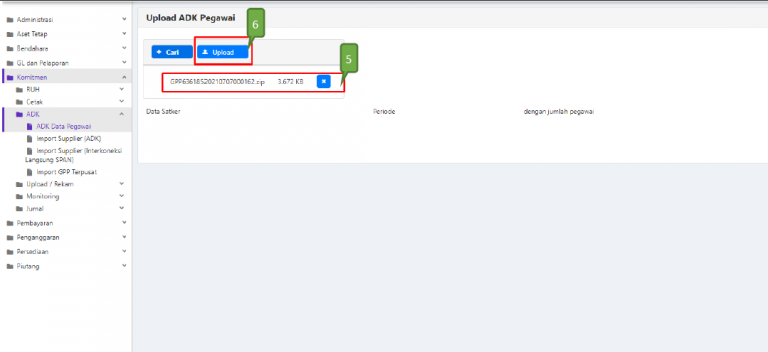 Administrasi
Aset Tetap
Bendahara
GL dan Pelaporan
Komitmen
RUH
Cetak
ADK
ADK Data Pegawai
Import Supplier (ADK)
Import Supplier (Interkoneksi
Langsung SPAN)
Import GPP Terpusat
Upload / Rekam
Monitoring
Jurnal
Pembayaran
Penganggaran
Persediaan
Piutang
Upload ADK Pegawai
6
+ Cari
Upload
5
GPP63618520210707000162.zip 3,672 KB
Data Satker Periode dengan jumlah pegawai